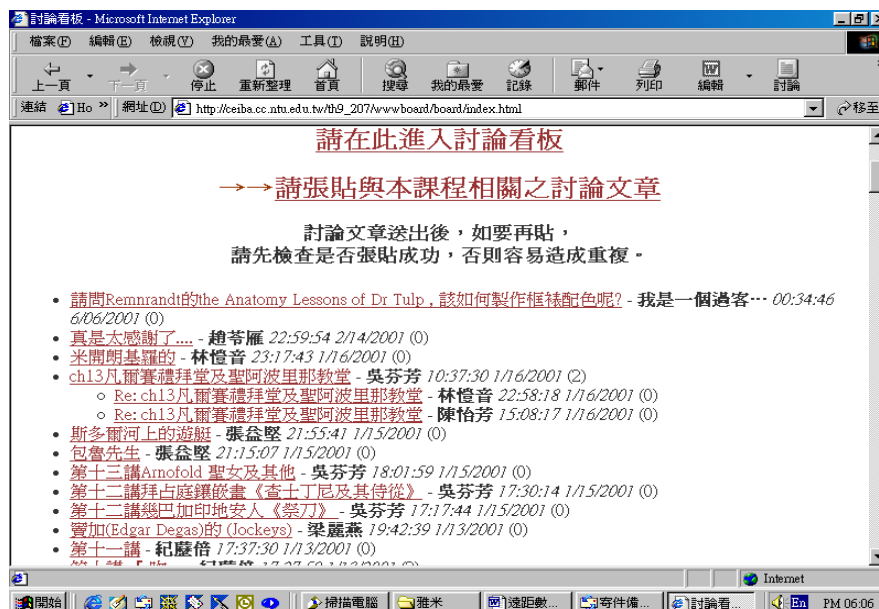 討論看板 - Microsoft Internet Explorer
檔案(F) 編輯(E) 檢視(V) 我的最愛(A) 工具(T) 說明(H)
上一頁 下一頁 停止 重新整理 首頁 搜尋 我的最愛 記錄 郵件 列印 編輯 討論
連結 Ho » 網址(D) http://ceiba.cc.ntu.edu.tw/th9_207/wwwboard/board/index.html 移至
請在此進入討論看板
→→請張貼與本課程相關之討論文章
討論文章送出後，如要再貼，
請先檢查是否張貼成功，否則容易造成重複。
• 請問Remnrandt的the Anatomy Lessons of Dr Tulp , 該如何製作框裱配色呢? - 我是一個過客… 00:34:46
6/06/2001 (0)
• 真是太感謝了.... - 趙苓雁 22:59:54 2/14/2001 (0)
• 米開朗基羅的 - 林愷音 23:17:43 1/16/2001 (0)
• ch13凡爾賽禮拜堂及聖阿波里那教堂 - 吳芬芳 10:37:30 1/16/2001 (2)
○ Re: ch13凡爾賽禮拜堂及聖阿波里那教堂 - 林愷音 22:58:18 1/16/2001 (0)
○ Re: ch13凡爾賽禮拜堂及聖阿波里那教堂 - 陳怡芳 15:08:17 1/16/2001 (0)
• 斯多爾河上的遊艇 - 張益堅 21:55:41 1/15/2001 (0)
• 包魯先生 - 張益堅 21:15:07 1/15/2001 (0)
• 第十三講Arnofold 聖女及其他 - 吳芬芳 18:01:59 1/15/2001 (0)
• 第十二講拜占庭鑲嵌畫《查士丁尼及其侍從》 - 吳芬芳 17:30:14 1/15/2001 (0)
• 第十二講幾巴加印地安人《祭刀》 - 吳芬芳 17:17:44 1/15/2001 (0)
• 竇加(Edgar Degas)的 (Jockeys) - 梁麗燕 19:42:39 1/13/2001 (0)
• 第十一講 - 紀蘑倍 17:37:30 1/13/2001 (0)
Internet
開始 掃描電腦 雅米 遠距數... 寄件備... 討論看... En PM 06:06